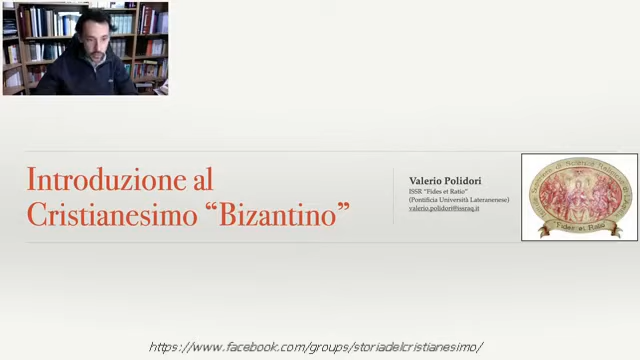 Introduzione al
Cristianesimo “Bizantino”
Valerio Polidori
ISSR “Fides et Ratio”
(Pontificia Università Lateranenese)
valerio.polidori@issraq.it
Fides et Ratio
https://www.facebook.com/groups/storiadelcristianesimo/